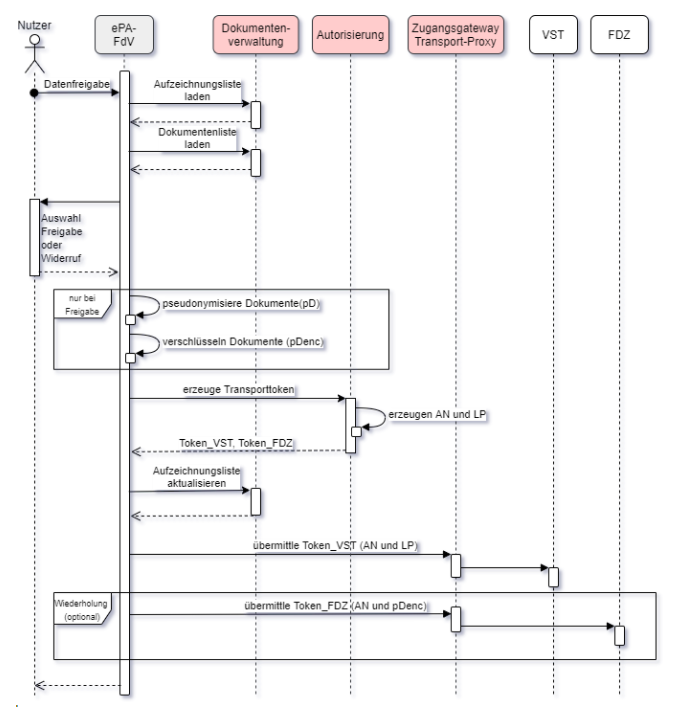 Nutzer
ePA-
FdV
Dokumenten-
verwaltung
Autorisierung
Zugangsgateway
Transport-Proxy
VST
FDZ
Datenfreigabe
Aufzeichnungsliste
laden
Dokumentenliste
laden
Auswahl
Freigabe
oder
Widerruf
nur bei
Freigabe
pseudonymisiere Dokumente(pD)
verschlüsseln Dokumente (pDenc)
erzeuge Transporttoken
erzeugen AN und LP
Token_VST, Token_FDZ
Aufzeichnungsliste
aktualisieren
übermittle Token_VST (AN und LP)
Wiederholung
(optional)
übermittle Token_FDZ (AN und pDenc)